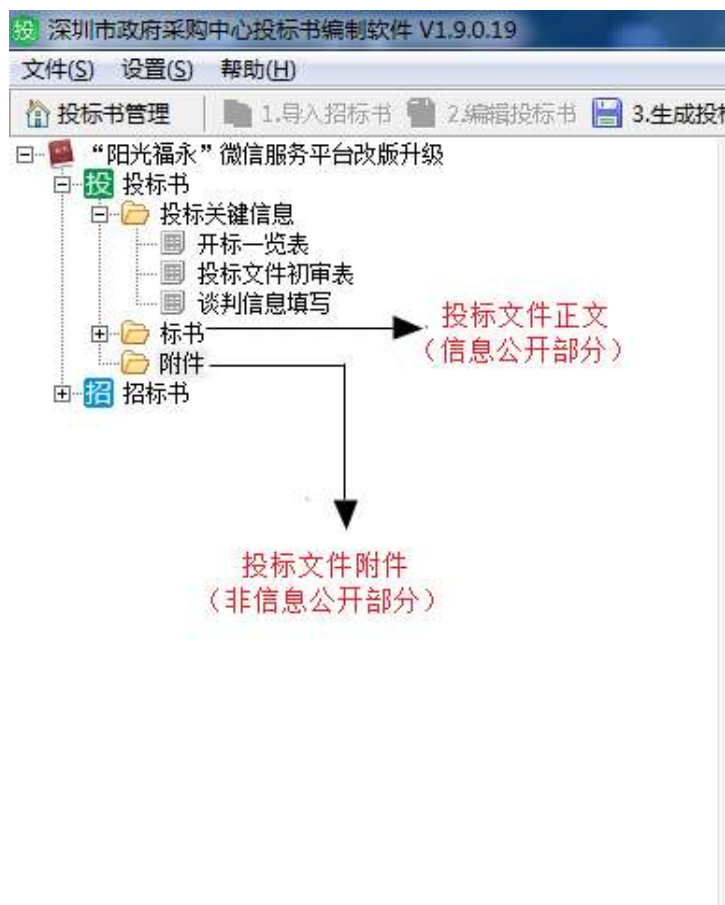 投 深圳市政府采购中心投标书编制软件 V1.9.0.19
文件(S) 设置(S) 帮助(H)
投标书管理 1.导入招标书 2.编辑投标书 3.生成投
“阳光福永”微信服务平台改版升级
投 投标书
投标关键信息
开标一览表
投标文件初审表
谈判信息填写
标书
投标文件正文
（信息公开部分）
附件
招 招标书
投标文件附件
（非信息公开部分）